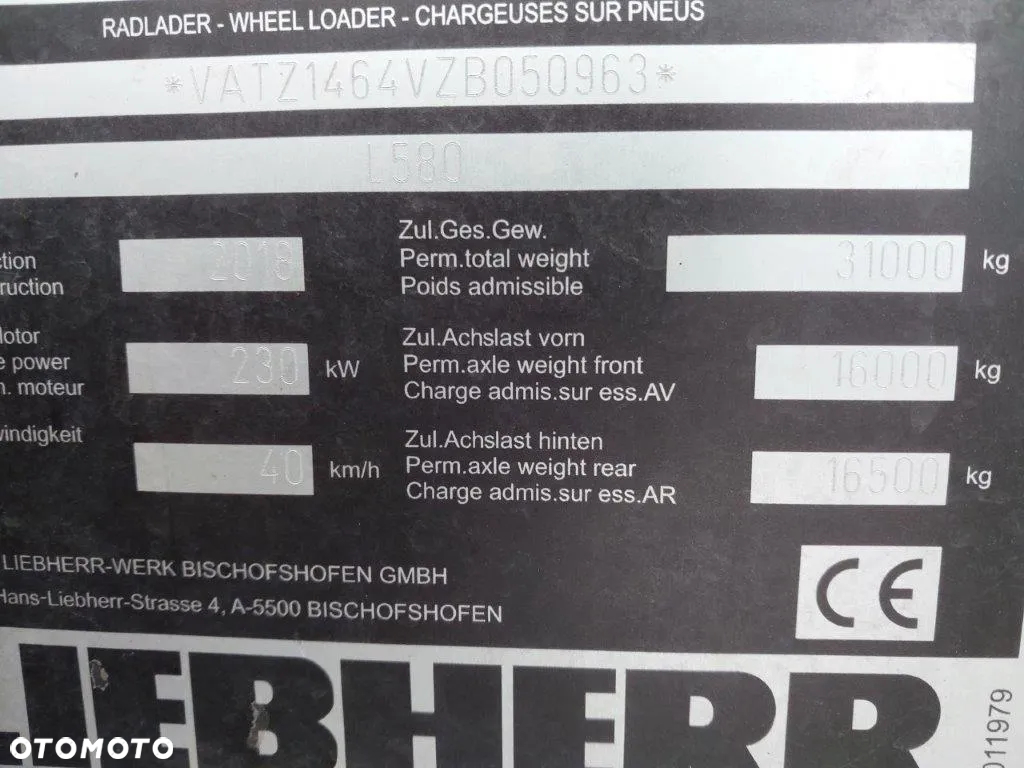 RADLADER - WHEEL LOADER - CHARGEUSES SUR PNEUS
*VATZ1464VZB050963*
L580
ction
ruction
2018
Zul.Ges.Gew.
Perm.total weight
Poids admissible
31000 kg
Motor
e power
n. moteur
230 kW
Zul.Achslast vorn
Perm.axle weight front
Charge admis.sur ess.AV
16000 kg
windigkeit
40 km/h
Zul.Achslast hinten
Perm.axle weight rear
Charge admis.sur ess.AR
16500 kg
LIEBHERR-WERK BISCHOFSHOFEN GMBH
Hans-Liebherr-Strasse 4, A-5500 BISCHOFSHOFEN
CE
LIEBHERR
011979
OTOMOTO